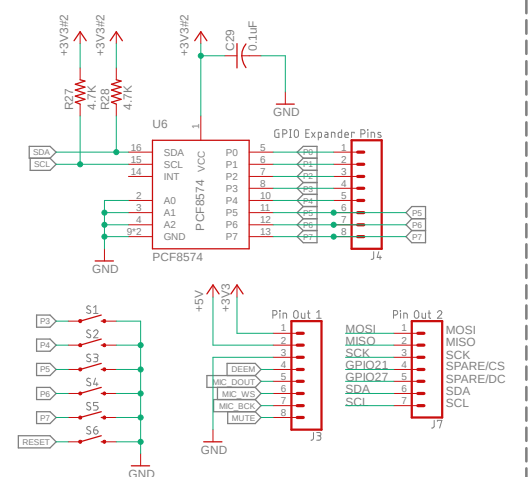 +3V3#2
+3V3#2
+3V3#2
C29
0.1uF
R27
4.7K
R28
4.7K
GND
U6
1
GPIO Expander Pins
SDA 16 SDA VCC P0 5 P0 1
SCL 15 SCL P1 6 P1 2
14 INT P2 7 P2 3
P3 8 P3 4
2 A0 PCF8574 P4 10 P4 5
3 A1 P5 11 P5 6 P5
4 A2 P6 12 P6 7 P6
9*2 GND P7 13 P7 8 P7
PCF8574
J4
GND
+5V
+3V3
S1
P3
S2
P4
S3
P5
S4
P6
S5
P7
S6
RESET
GND
Pin Out 1
1
2
3
DEEM 4
MIC_DOUT 5
MIC_WS 6
MIC_BCK 7
MUTE 8
J3
GND
Pin Out 2
MOSI 1 MOSI
MISO 2 MISO
SCK 3 SCK
GPIO21 4 SPARE/CS
GPIO27 5 SPARE/DC
SDA 6 SDA
SCL 7 SCL
J7